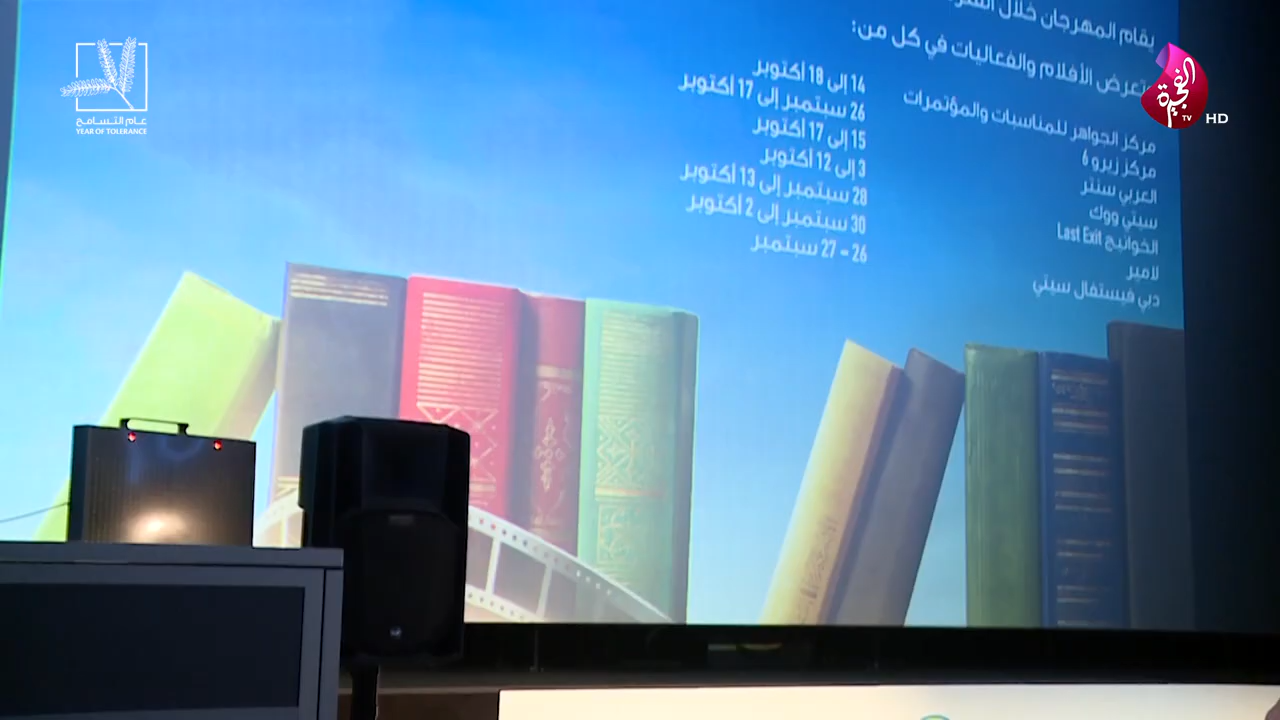 يقام المهرجان خلال
وتعرض الأفلام والفعاليات في كل من:
مركز الجواهر للمناسبات والمؤتمرات 14 إلى 18 أكتوبر
مركز زيرو 6 26 سبتمبر إلى 17 أكتوبر
العربي سنتر 15 إلى 17 أكتوبر
سيتي ووك 3 إلى 12 أكتوبر
الخوانيج Last Exit 28 سبتمبر إلى 13 أكتوبر
لامير 30 سبتمبر إلى 2 أكتوبر
دبي فيستفال سيتي 26 – 27 سبتمبر
عام التسامح
YEAR OF TOLERANCE
الفجيرة
TV HD